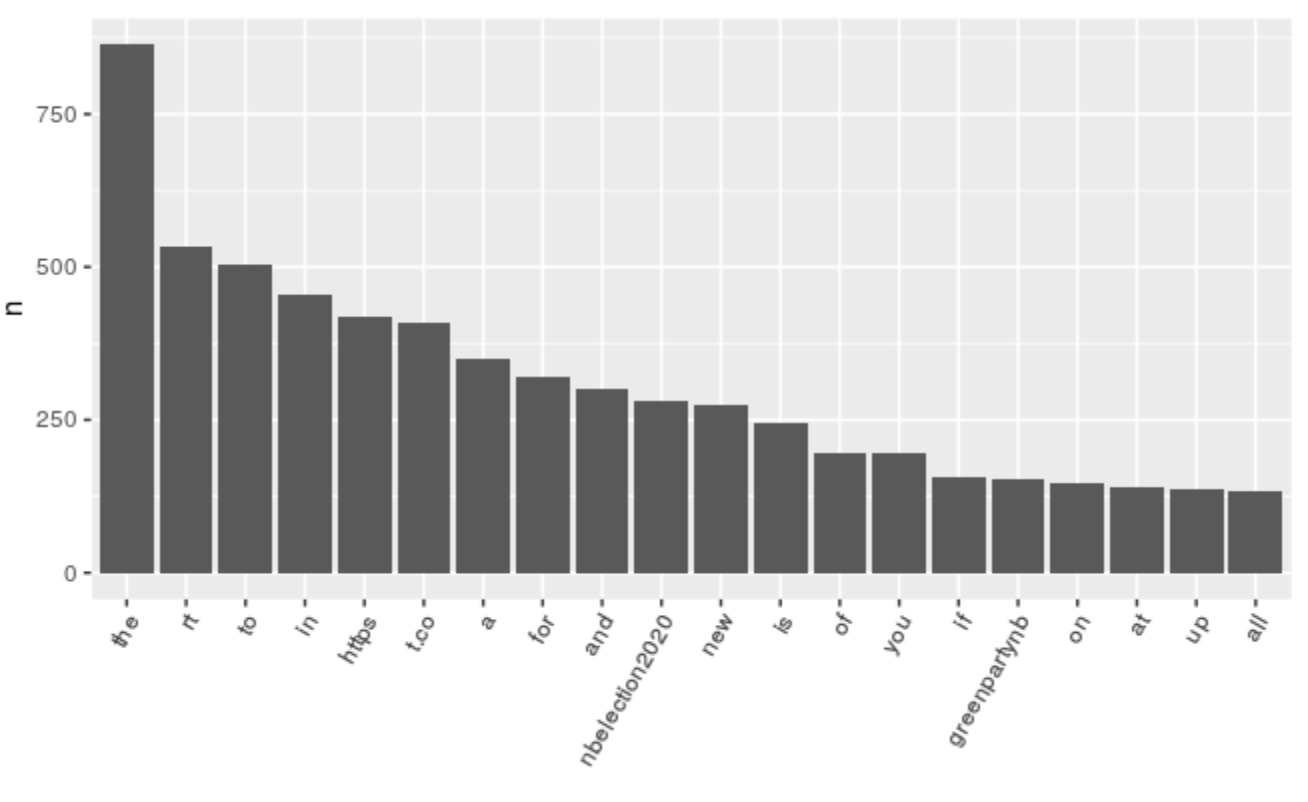 750
500
250
0
n
the
rt
to
in
https
t.co
a
for
and
nbelection2020
new
is
of
you
if
greenpartynb
on
at
up
all